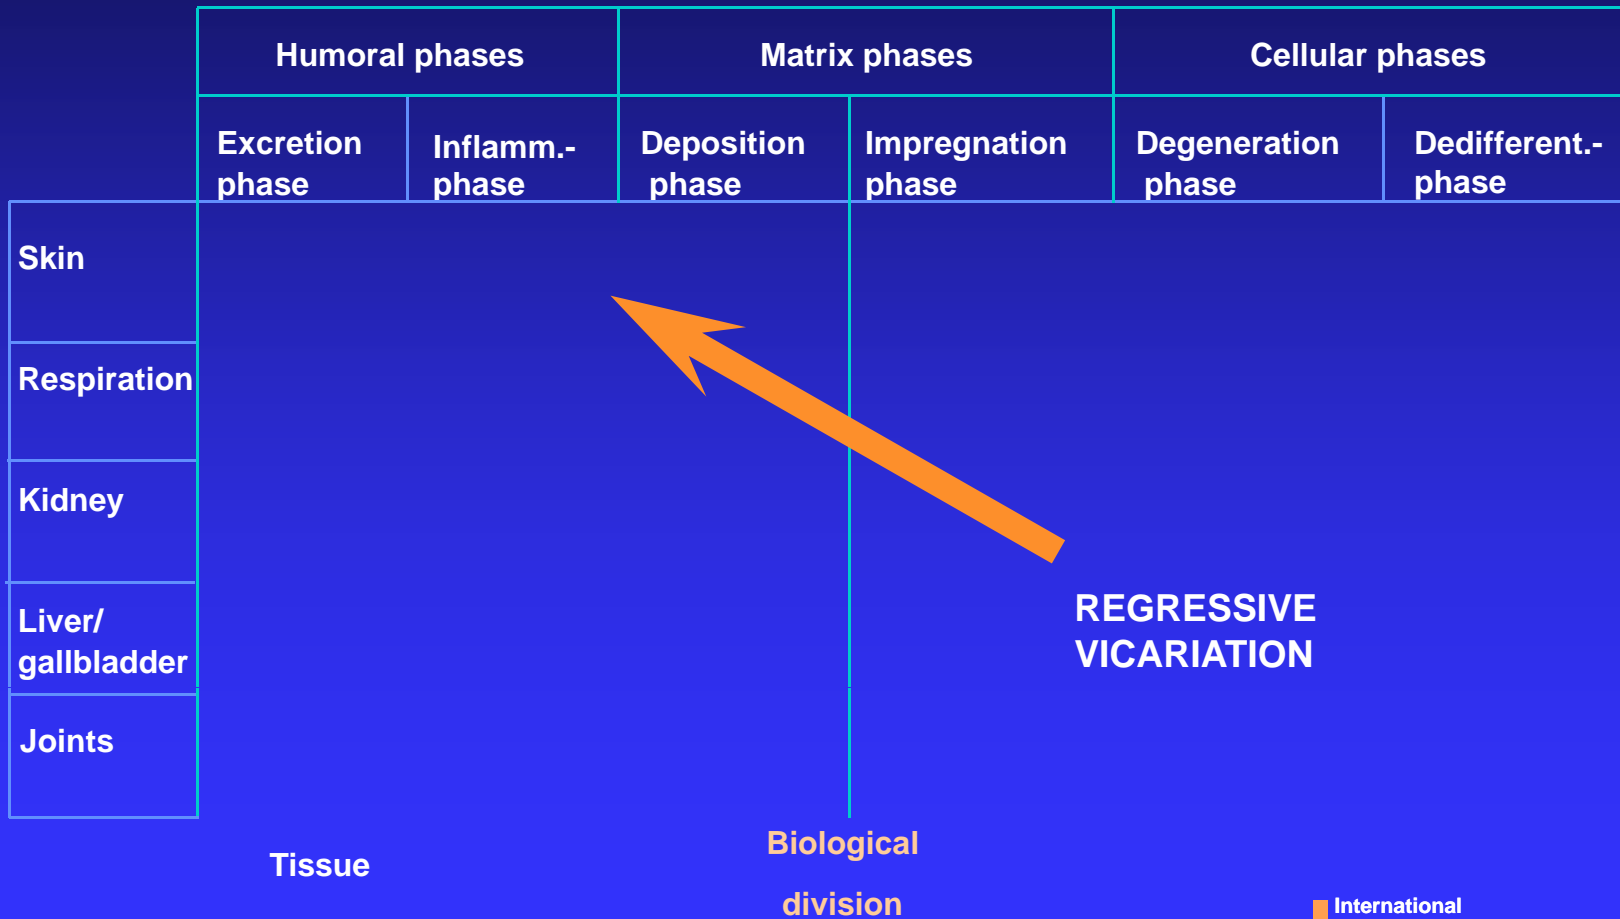 Humoral phases
Matrix phases
Cellular phases
Excretion
phase
Inflamm.-
phase
Deposition
phase
Impregnation
phase
Degeneration
phase
Dedifferent.-
phase
Skin
Respiration
Kidney
Liver/
gallbladder
Joints
REGRESSIVE
VICARIATION
Tissue
Biological
division
International